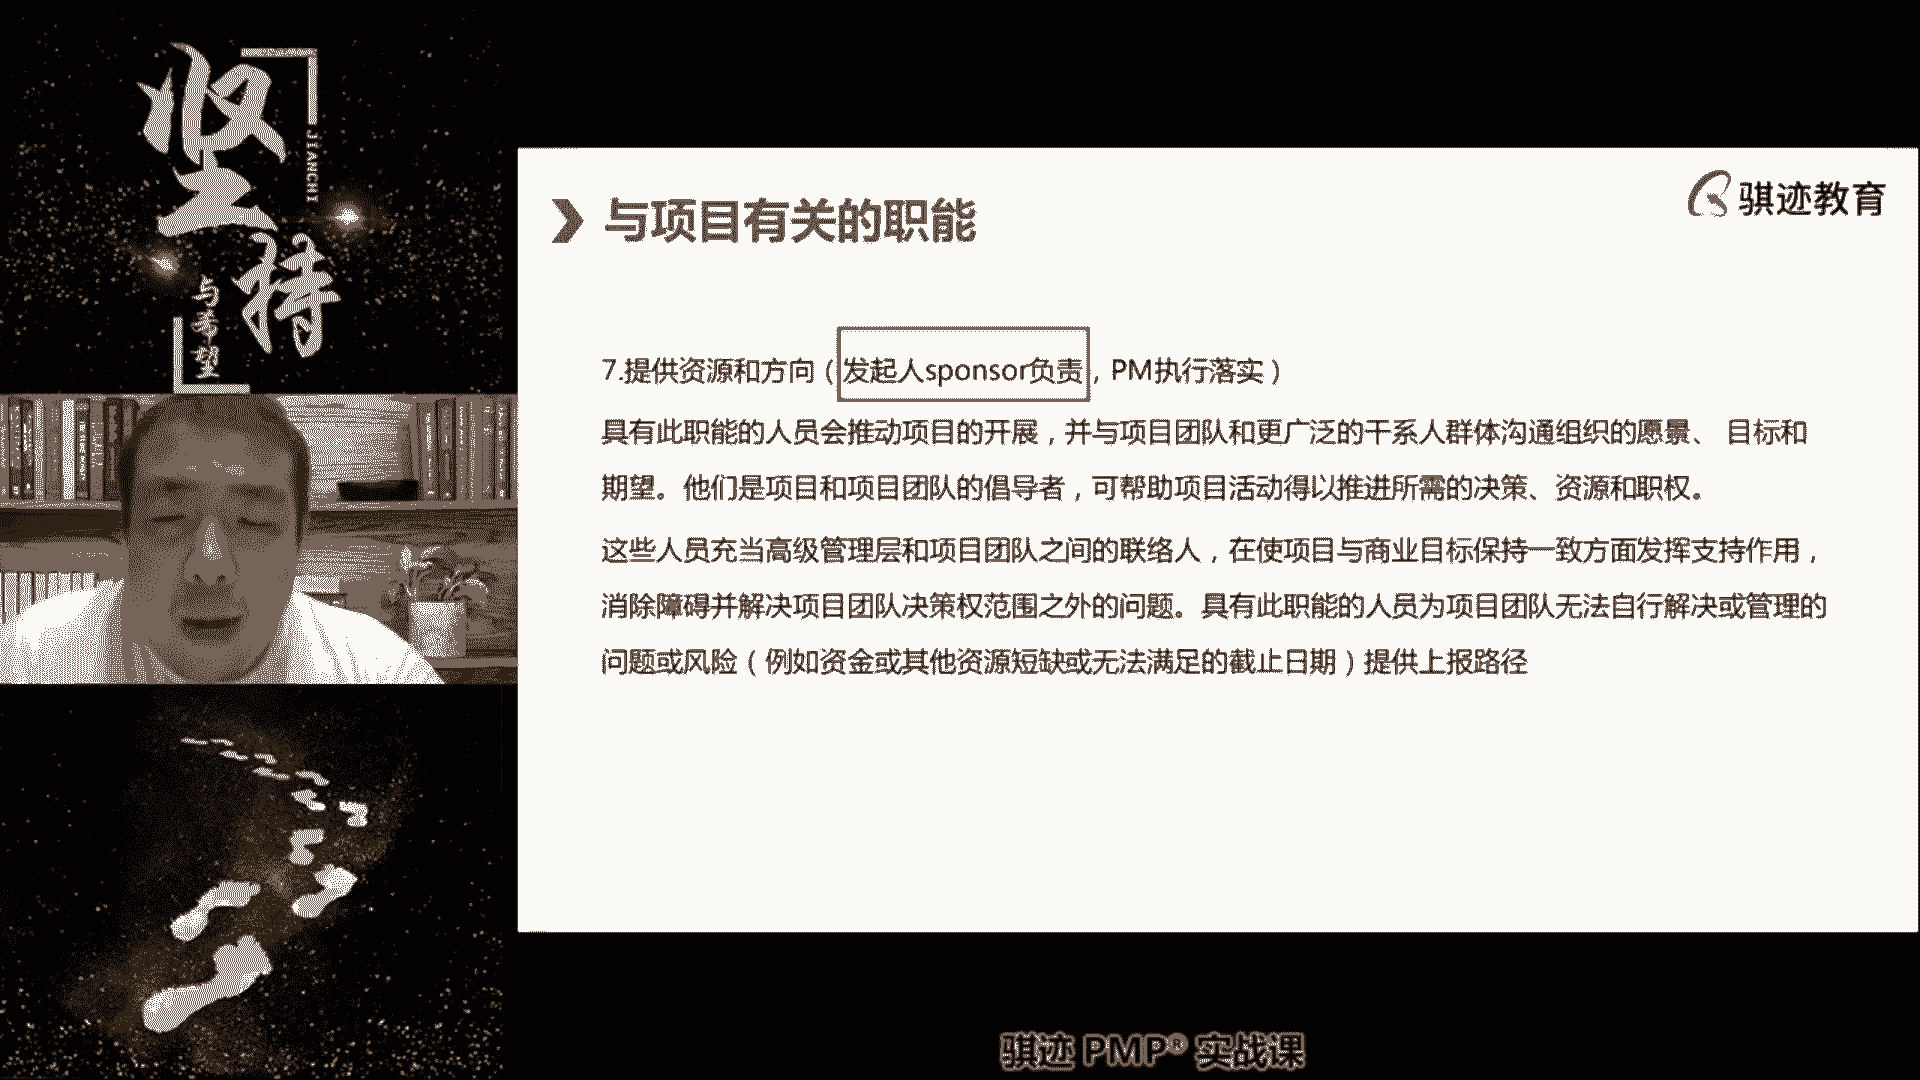 坚持
JIANCHI
与希望
与项目有关的职能
骐迹教育
7.提供资源和方向（发起人sponsor负责，PM执行落实）
具有此职能的人员会推动项目的开展，并与项目团队和更广泛的干系人群体沟通组织的愿景、 目标和
期望。他们是项目和项目团队的倡导者，可帮助项目活动得以推进所需的决策、资源和职权。
这些人员充当高级管理层和项目团队之间的联络人，在使项目与商业目标保持一致方面发挥支持作用，
消除障碍并解决项目团队决策权范围之外的问题。具有此职能的人员为项目团队无法自行解决或管理的
问题或风险（例如资金或其他资源短缺或无法满足的截止日期）提供上报路径
骐迹 PMP® 实战课